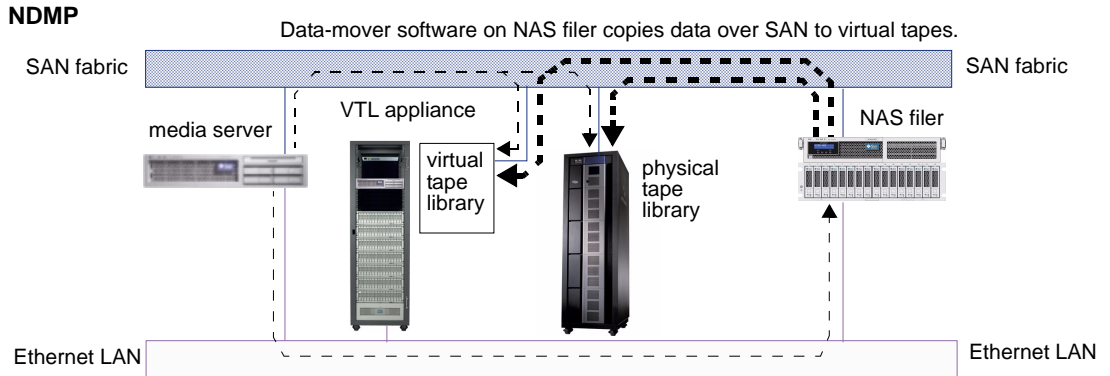 NDMP
Data-mover software on NAS filer copies data over SAN to virtual tapes.
SAN fabric
SAN fabric
VTL appliance
NAS filer
media server
virtual
tape
library
physical
tape
library
Ethernet LAN
Ethernet LAN